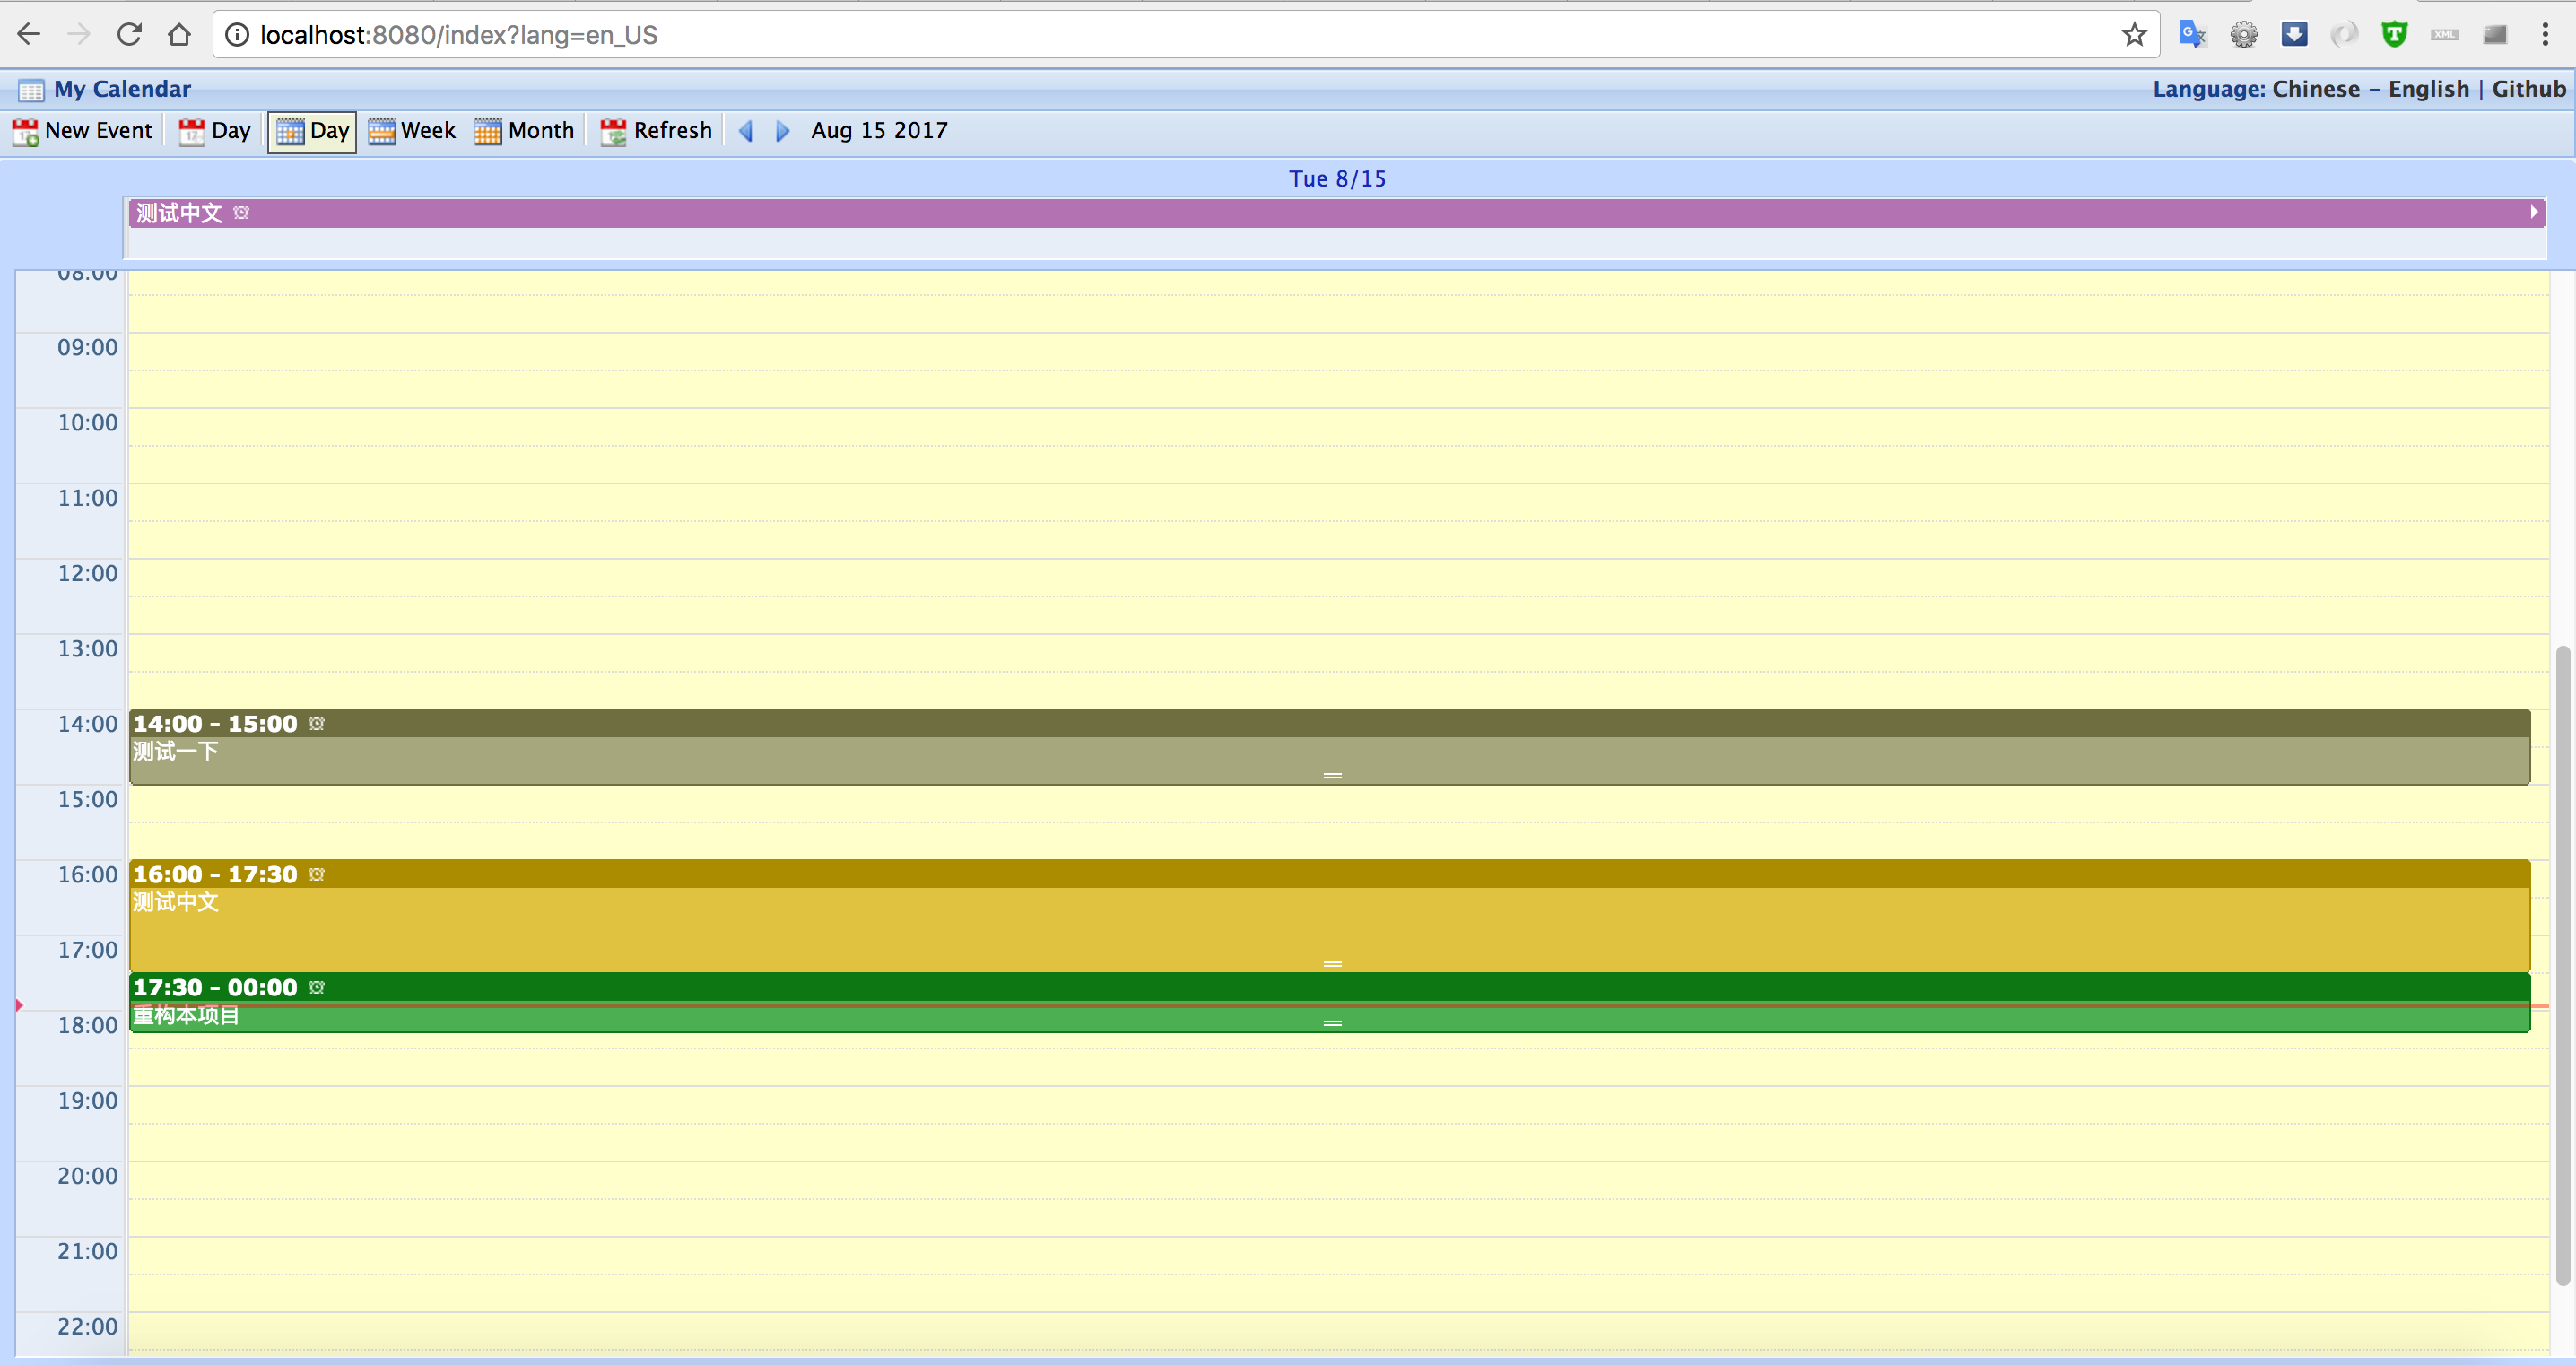 localhost:8080/index?lang=en_US
My Calendar
Language: Chinese - English | Github
New Event Day Day Week Month Refresh Aug 15 2017
Tue 8/15
测试中文
08:00
09:00
10:00
11:00
12:00
13:00
14:00
14:00 - 15:00
测试一下
15:00
16:00
16:00 - 17:30
测试中文
17:00
17:30 - 00:00
重构本项目
18:00
19:00
20:00
21:00
22:00